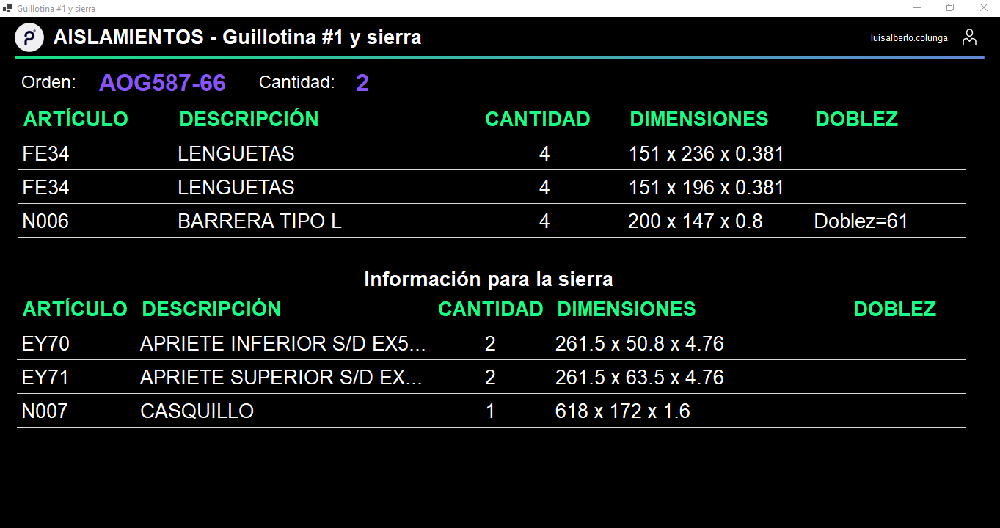 Guillotina #1 y sierra
AISLAMIENTOS - Guillotina #1 y sierra
luisalberto.colunga
Orden: AOG587-66 Cantidad: 2
ARTÍCULO DESCRIPCIÓN CANTIDAD DIMENSIONES DOBLEZ
FE34 LENGUETAS 4 151 x 236 x 0.381
FE34 LENGUETAS 4 151 x 196 x 0.381
N006 BARRERA TIPO L 4 200 x 147 x 0.8 Doblez=61
Información para la sierra
ARTÍCULO DESCRIPCIÓN CANTIDAD DIMENSIONES DOBLEZ
EY70 APRIETE INFERIOR S/D EX5... 2 261.5 x 50.8 x 4.76
EY71 APRIETE SUPERIOR S/D EX... 2 261.5 x 63.5 x 4.76
N007 CASQUILLO 1 618 x 172 x 1.6